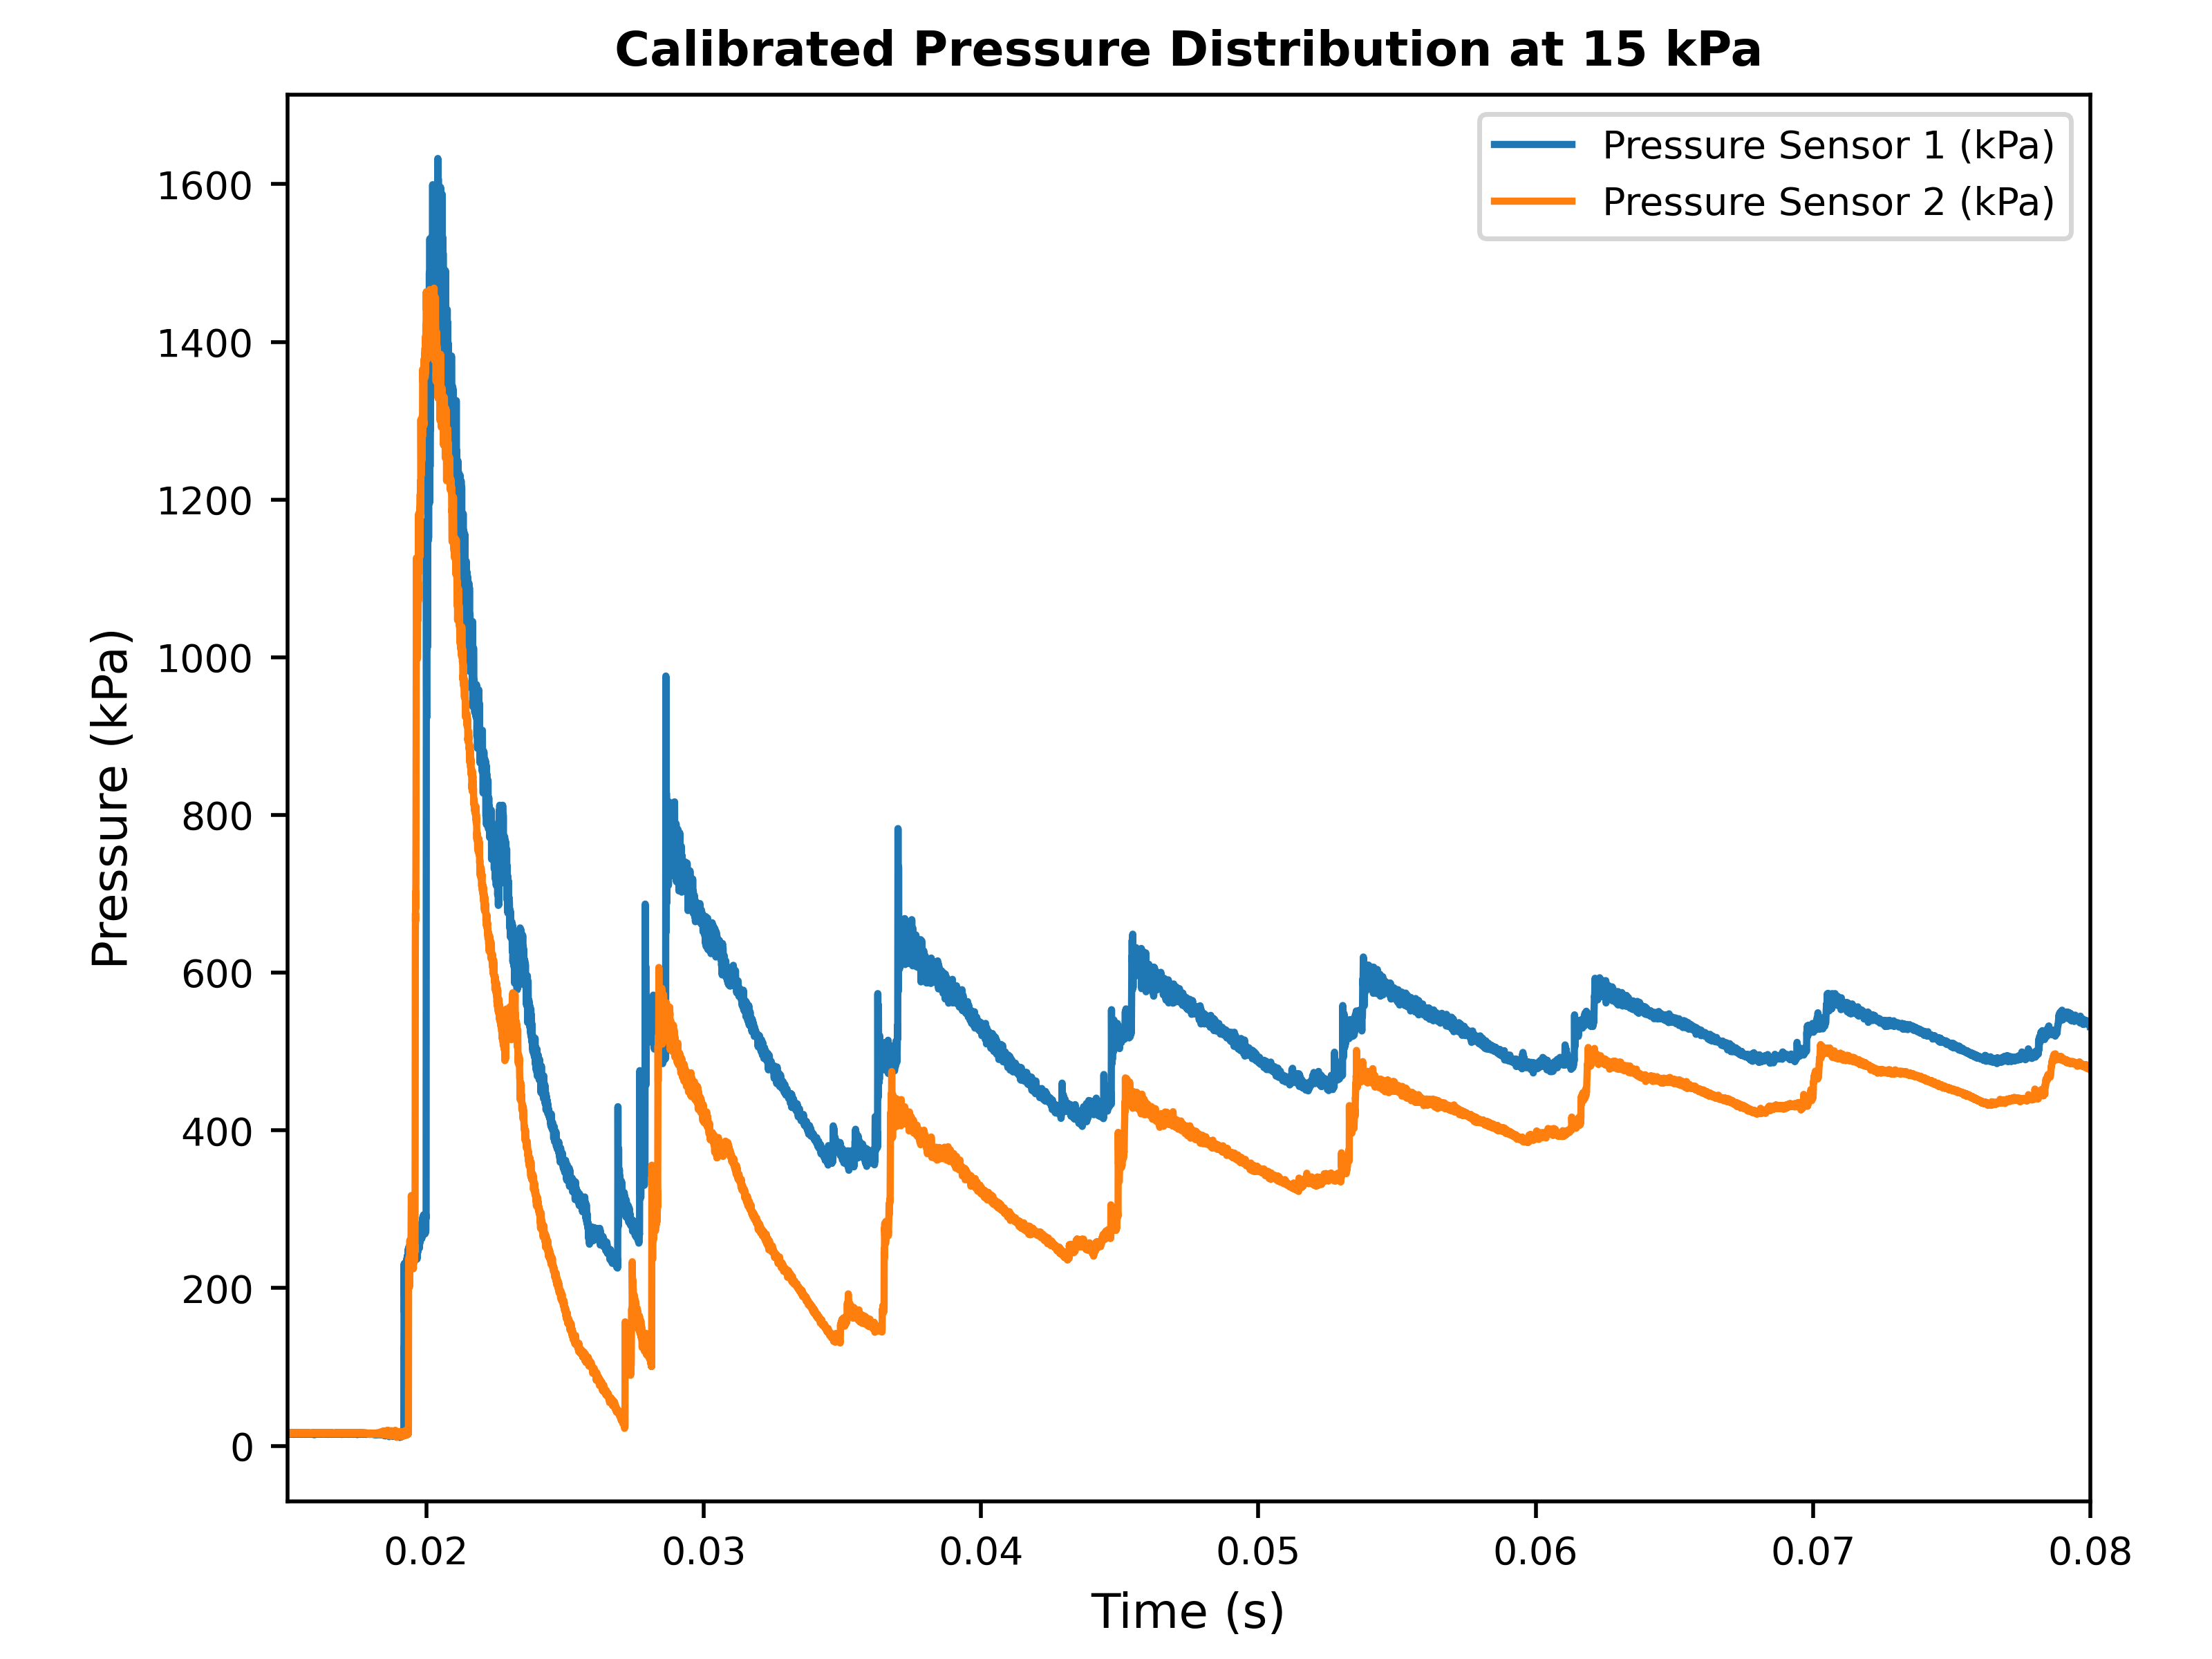 Calibrated Pressure Distribution at 15 kPa
Pressure Sensor 1 (kPa)
Pressure Sensor 2 (kPa)
Pressure (kPa)
1600
1400
1200
1000
800
600
400
200
0
0.02 0.03 0.04 0.05 0.06 0.07 0.08
Time (s)